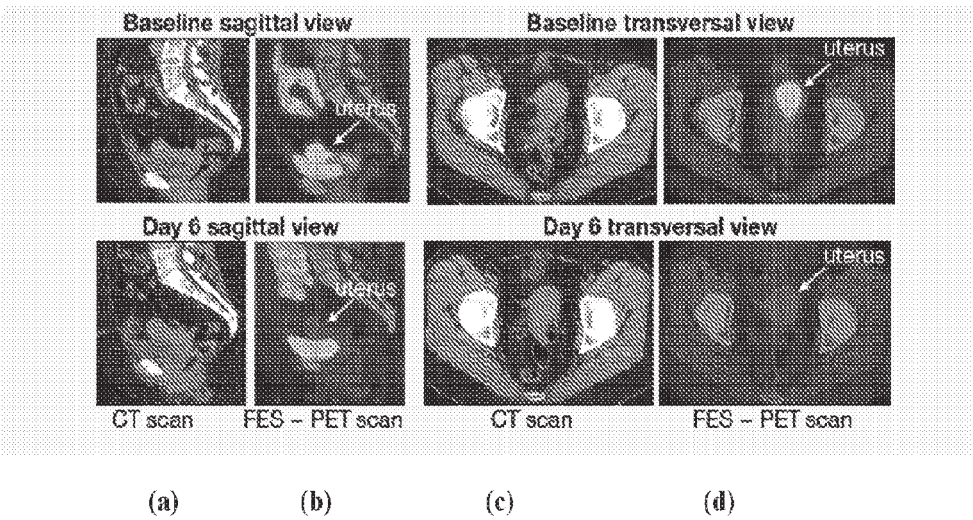 Baseline sagittal view
Baseline transversal view
uterus
uterus
Day 6 sagittal view
Day 6 transversal view
uterus
uterus
CT scan
FES – PET scan
CT scan
FES – PET scan
(a)
(b)
(c)
(d)